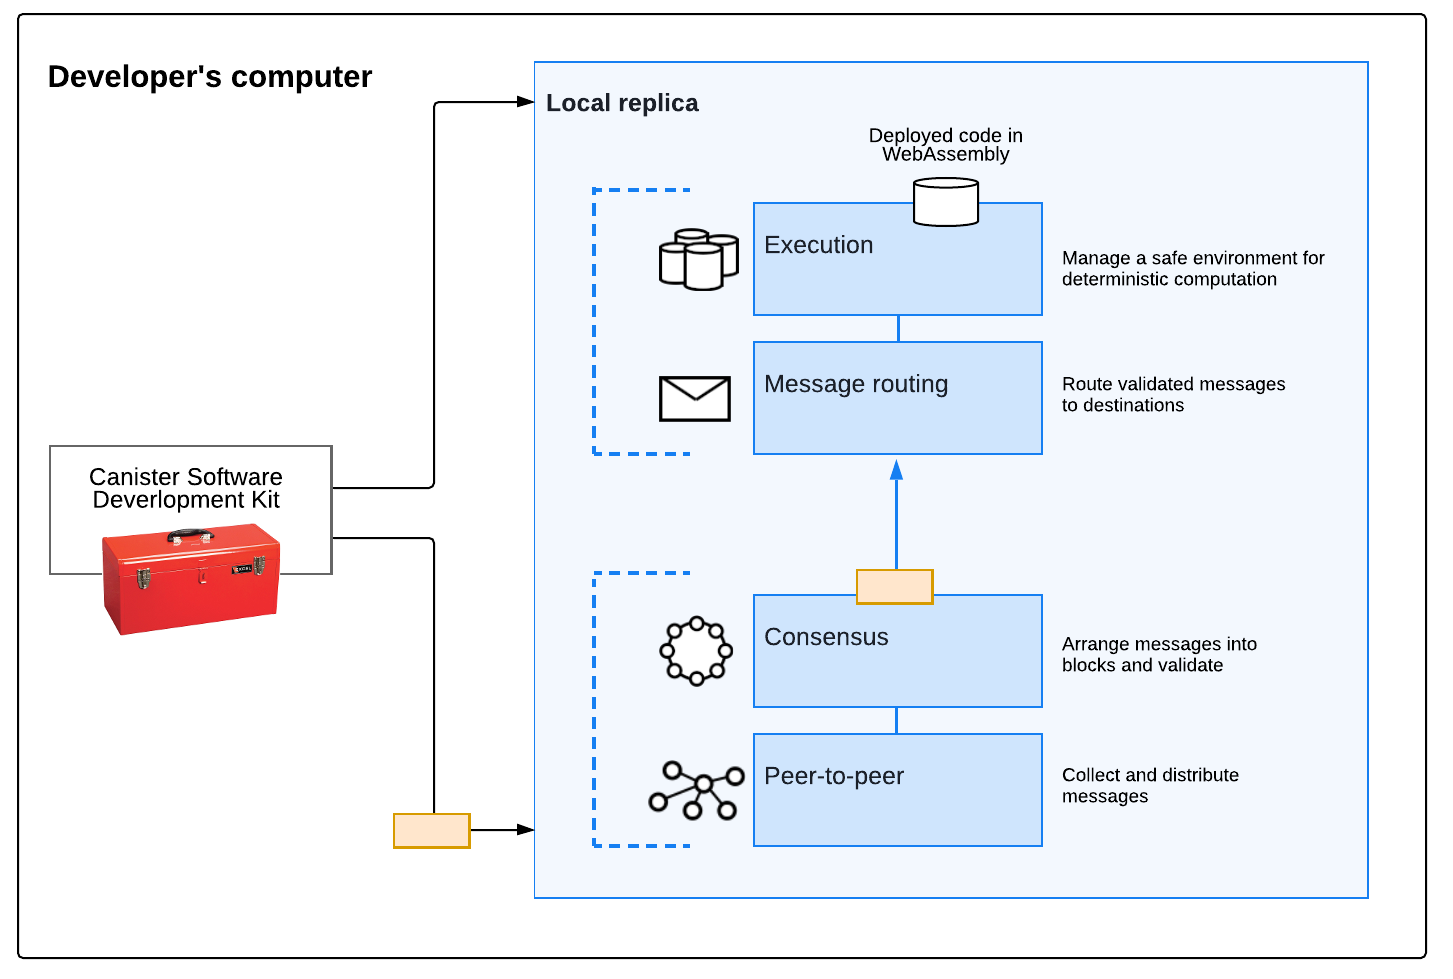 Developer's computer
Local replica
Deployed code in
WebAssembly
Execution
Manage a safe environment for
deterministic computation
Message routing
Route validated messages
to destinations
Canister Software
Deverlopment Kit
EXCEL
Consensus
Arrange messages into
blocks and validate
Peer-to-peer
Collect and distribute
messages